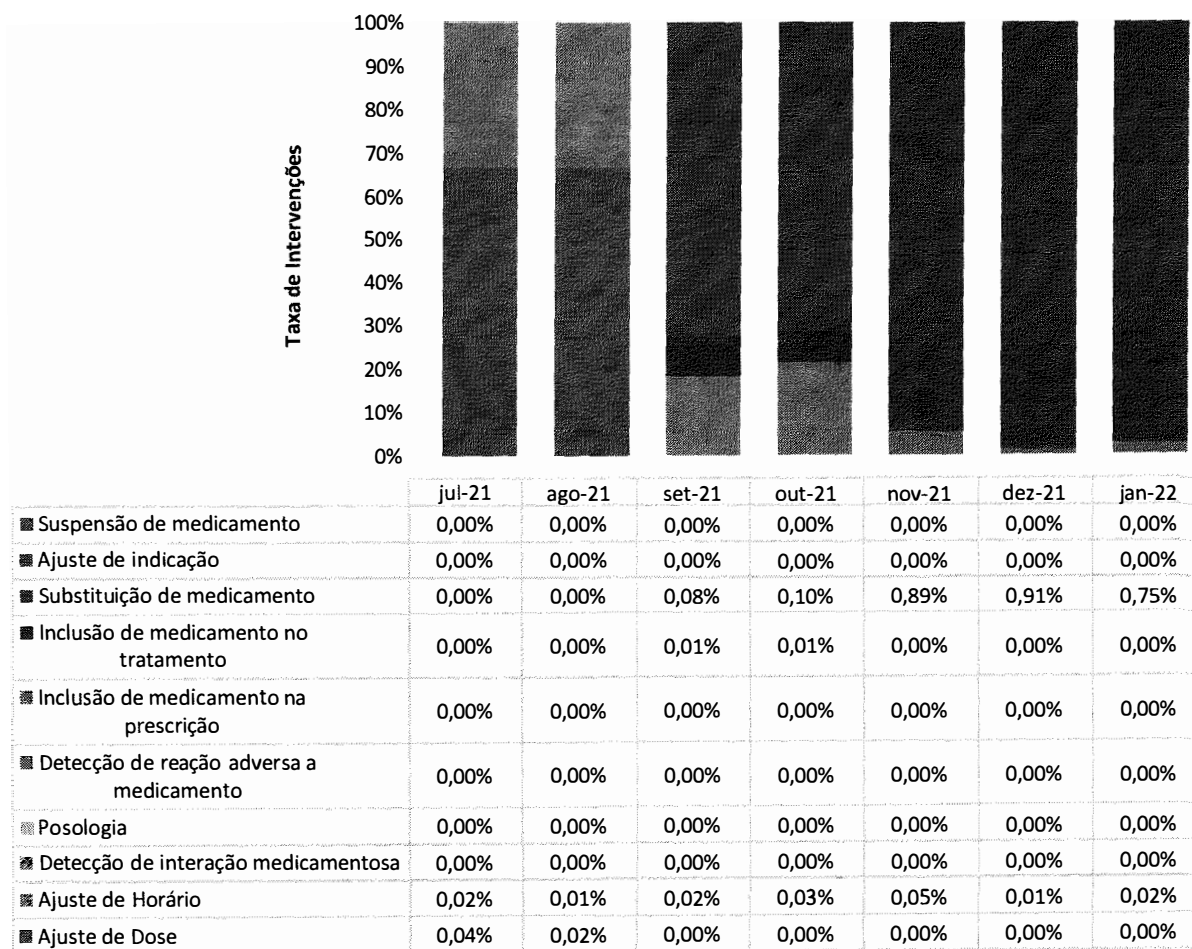 100%
90%
80%
70%
60%
50%
40%
30%
20%
10%
0%
Taxa de Intervenções
jul-21 ago-21 set-21 out-21 nov-21 dez-21 jan-22
Suspensão de medicamento 0,00% 0,00% 0,00% 0,00% 0,00% 0,00% 0,00%
Ajuste de indicação 0,00% 0,00% 0,00% 0,00% 0,00% 0,00% 0,00%
Substituição de medicamento 0,00% 0,00% 0,08% 0,10% 0,89% 0,91% 0,75%
Inclusão de medicamento no
tratamento 0,00% 0,00% 0,01% 0,01% 0,00% 0,00% 0,00%
Inclusão de medicamento na
prescrição 0,00% 0,00% 0,00% 0,00% 0,00% 0,00% 0,00%
Detecção de reação adversa a
medicamento 0,00% 0,00% 0,00% 0,00% 0,00% 0,00% 0,00%
Posologia 0,00% 0,00% 0,00% 0,00% 0,00% 0,00% 0,00%
Detecção de interação medicamentosa 0,00% 0,00% 0,00% 0,00% 0,00% 0,00% 0,00%
Ajuste de Horário 0,02% 0,01% 0,02% 0,03% 0,05% 0,01% 0,02%
Ajuste de Dose 0,04% 0,02% 0,00% 0,00% 0,00% 0,00% 0,00%